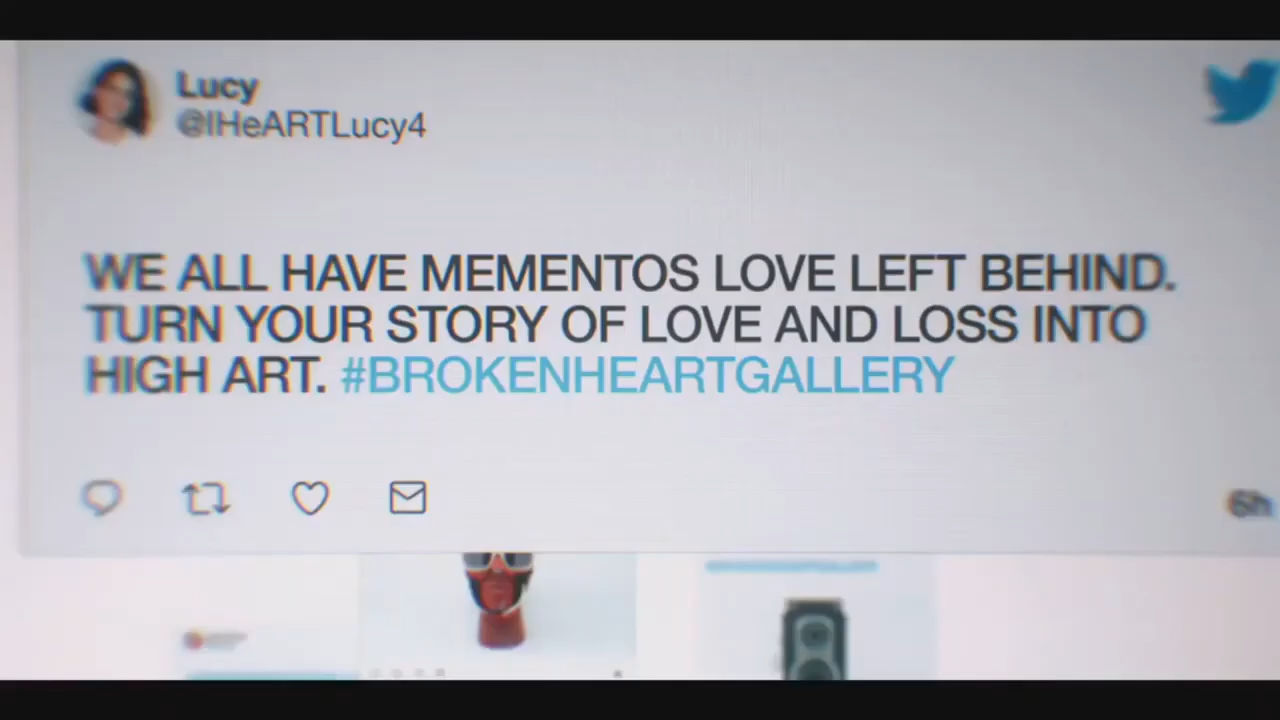 Lucy
@IHeARTLucy4
WE ALL HAVE MEMENTOS LOVE LEFT BEHIND.
TURN YOUR STORY OF LOVE AND LOSS INTO
HIGH ART. #BROKENHEARTGALLERY
6h